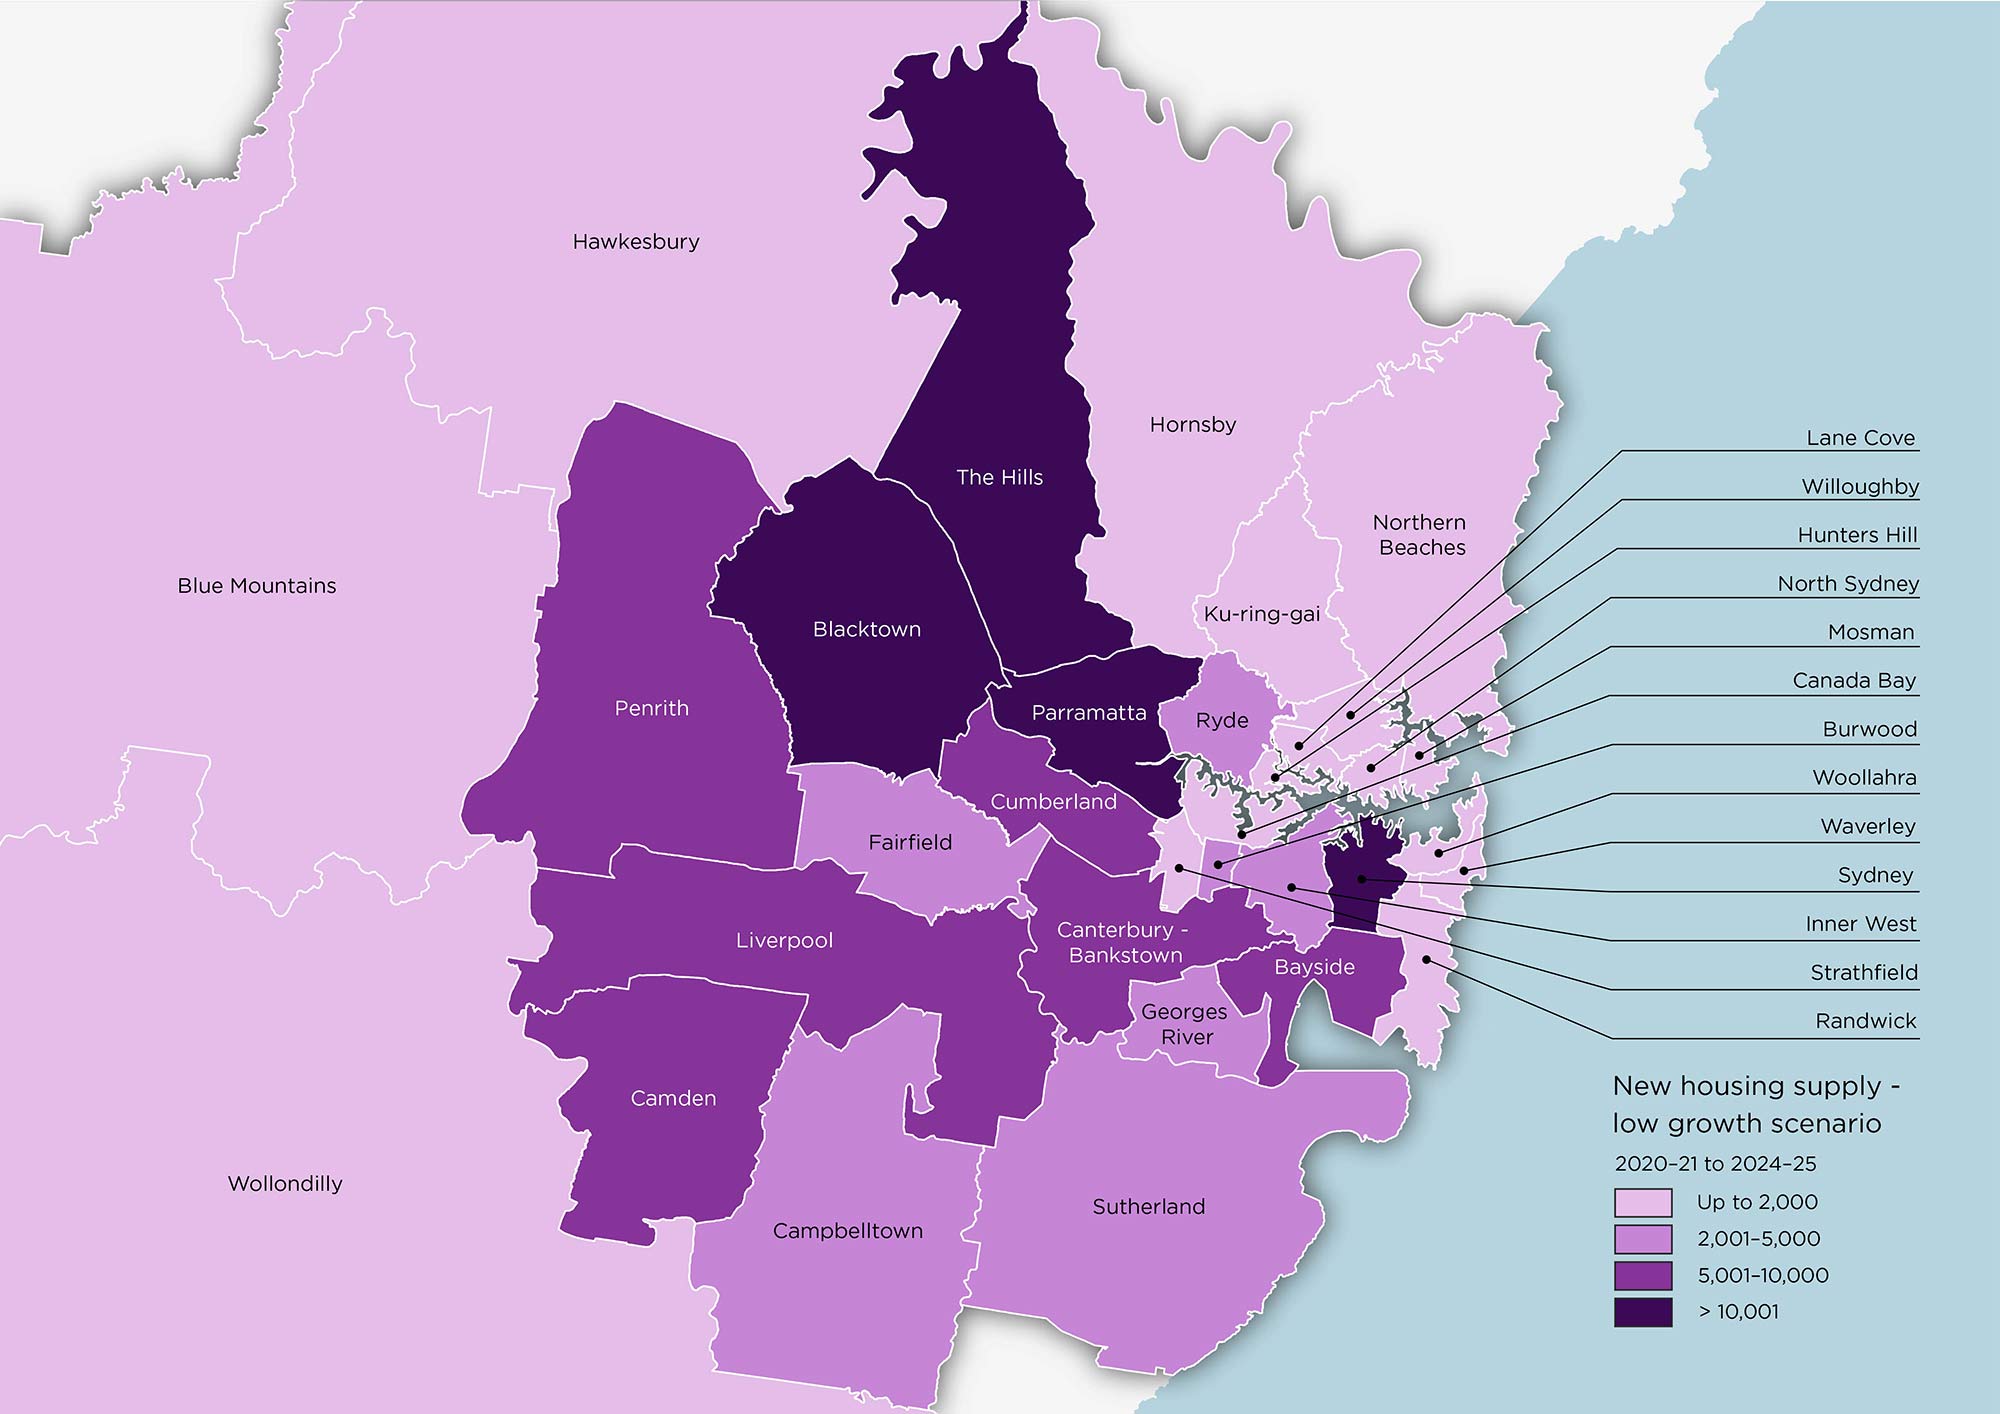 Hawkesbury
Hornsby
The Hills
Lane Cove
Willoughby
Northern
Beaches
Hunters Hill
Blue Mountains
North Sydney
Ku-ring-gai
Blacktown
Mosman
Canada Bay
Penrith
Parramatta
Ryde
Burwood
Woollahra
Cumberland
Waverley
Fairfield
Sydney
Inner West
Liverpool
Canterbury -
Bankstown
Bayside
Strathfield
Georges
River
Randwick
Camden
Wollondilly
Campbelltown
Sutherland
New housing supply -
low growth scenario
2020–21 to 2024–25
Up to 2,000
2,001–5,000
5,001–10,000
> 10,001